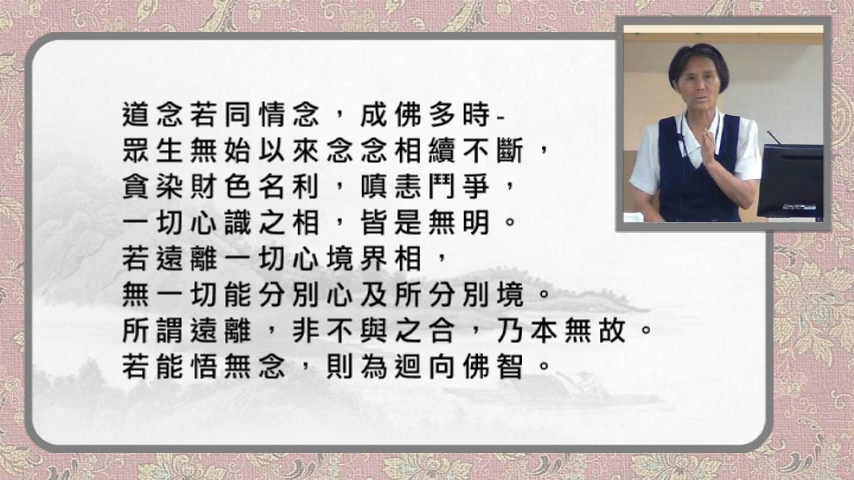 道念若同情念，成佛多時-
眾生無始以來念念相續不斷，
貪染財色名利，嗔恚鬥爭，
一切心識之相，皆是無明。
若遠離一切心境界相，
無一切能分別心及所分別境。
所謂遠離，非不與之合，乃本無故。
若能悟無念，則為迴向佛智。